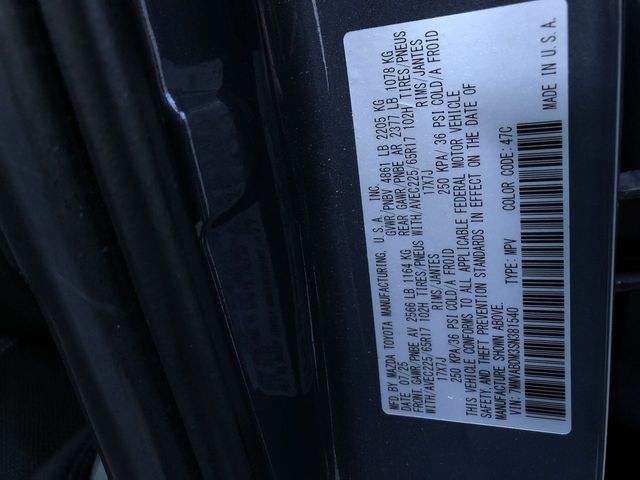 MFD.BY MAZDA TOYOTA MANUFACTURING, U.S.A., INC.
DATE 07/25 GVWR/PNBV 4861 LB 2205 KG
FRONT GAWR/PNBE AV 2566 LB 1164 KG REAR GAWR/PNBE AR 2377 LB 1078 KG
WITH/AVEC225/65R17 102H TIRES/PNEUS WITH/AVEC225/65R17 102H TIRES/PNEUS
17X7J RIMS/JANTES 17X7J RIMS/JANTES
250 KPA/36 PSI COLD/A FROID 250 KPA/ 36 PSI COLD/A FROID
THIS VEHICLE CONFORMS TO ALL APPLICABLE FEDERAL MOTOR VEHICLE
SAFETY AND THEFT PREVENTION STANDARDS IN EFFECT ON THE DATE OF
MANUFACTURE SHOWN ABOVE.
VIN: 7MMVABDM3SN381540 TYPE: MPV COLOR CODE: 47C MADE IN U.S.A.